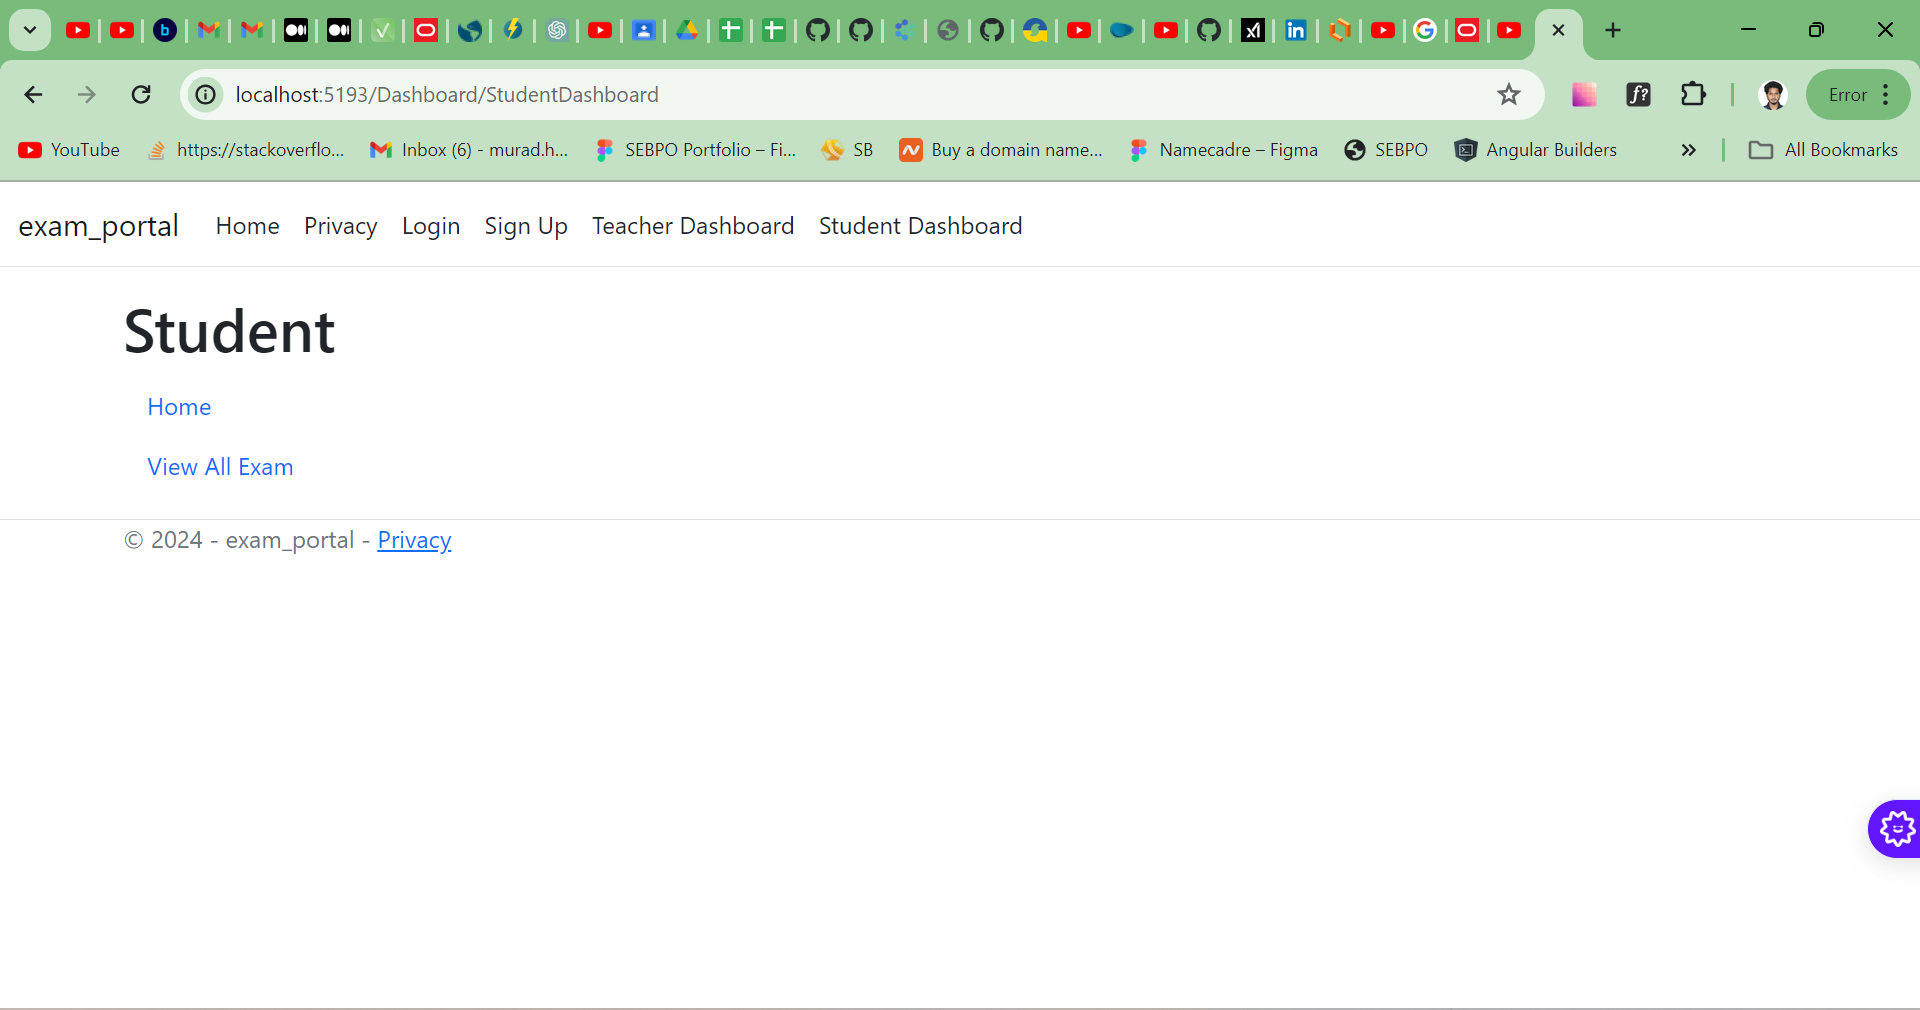 localhost:5193/Dashboard/StudentDashboard
Error
YouTube
https://stackoverflo...
Inbox (6) - murad.h...
SEBPO Portfolio – Fi...
SB
Buy a domain name...
Namecadre – Figma
SEBPO
Angular Builders
All Bookmarks
exam_portal
Home
Privacy
Login
Sign Up
Teacher Dashboard
Student Dashboard
Student
Home
View All Exam
© 2024 - exam_portal - Privacy